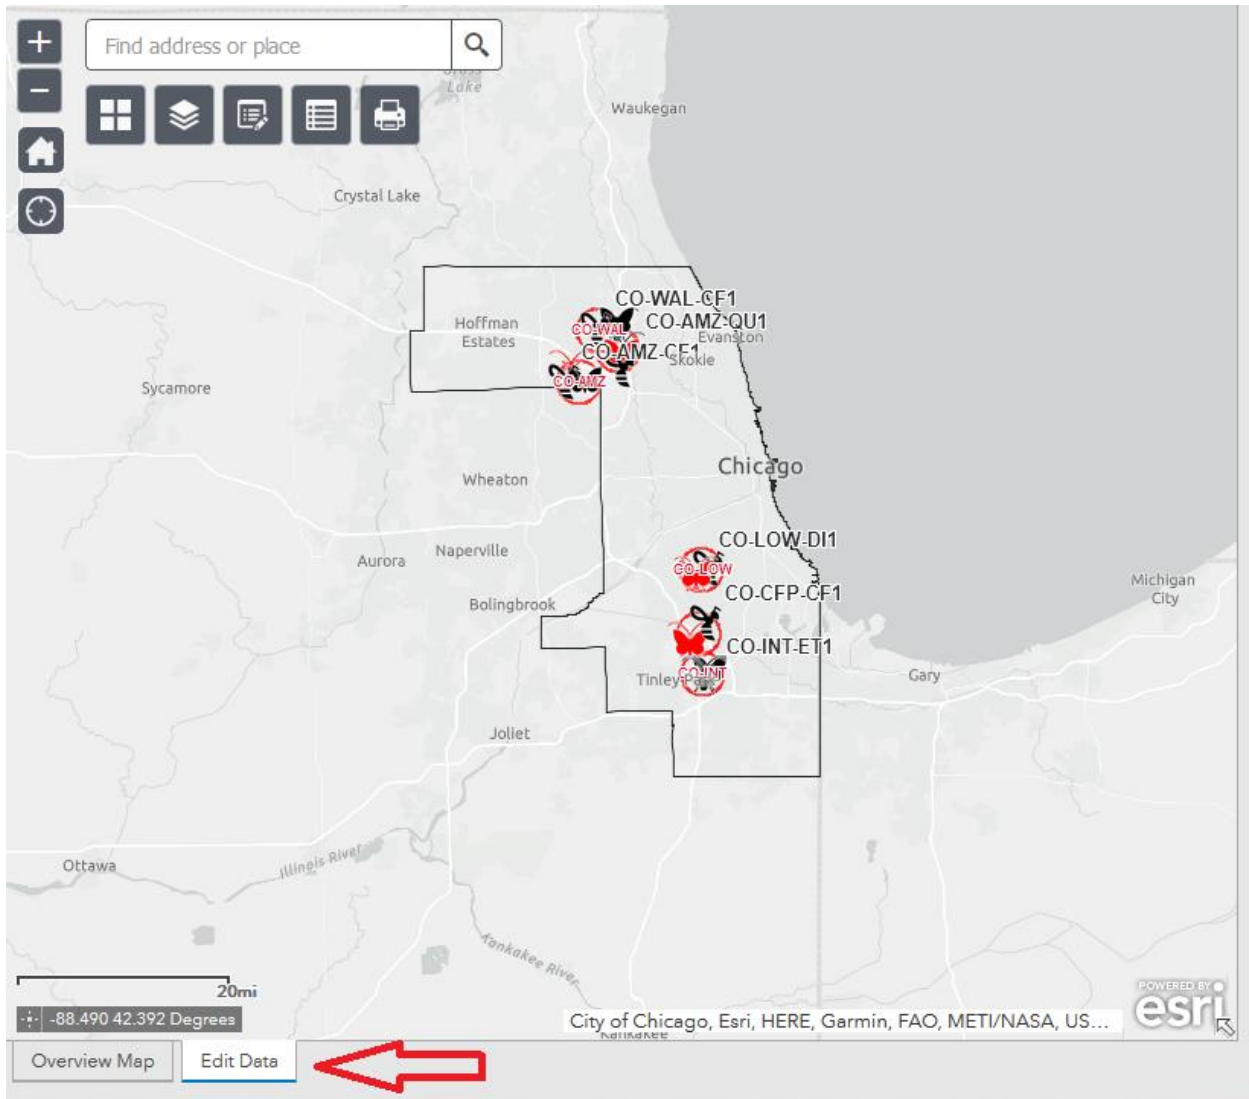 Find address or place
Grass
Lake
Waukegan
Crystal Lake
CO-WAL-CF1
CO-AMZ-QU1
Hoffman
Estates
CO-WAL
Evanston
CO-AMZ-CF1
Skokie
CO-AMZ
Sycamore
Chicago
Wheaton
CO-LOW-DI1
Naperville
Aurora
CO-LOW
Michigan
City
CO-CFP-CF1
Bolingbrook
CO-INT-ET1
CO-INT
Tinley Park
Gary
Joliet
Illinois River
Ottawa
Kankakee River
20mi
-88.490 42.392 Degrees
POWERED BY
esri
City of Chicago, Esri, HERE, Garmin, FAO, METI/NASA, US...
Kankakee
Overview Map
Edit Data